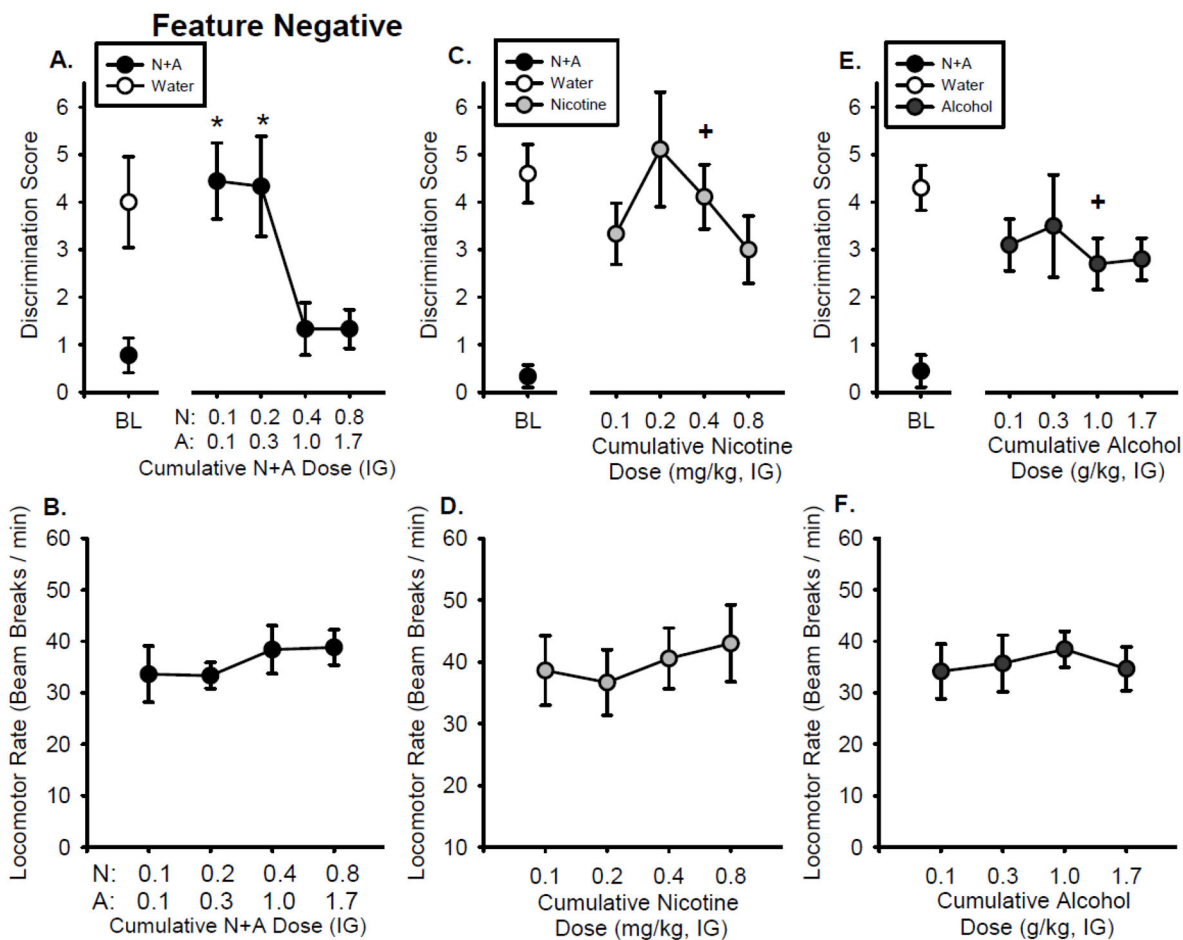 Feature Negative
A.
N+A
Water
Discrimination Score
6
5
4
3
2
1
0
* *
BL
N: 0.1 0.2 0.4 0.8
A: 0.1 0.3 1.0 1.7
Cumulative N+A Dose (IG)
C.
N+A
Water
Nicotine
Discrimination Score
6
5
4
3
2
1
0
+
BL
0.1 0.2 0.4 0.8
Cumulative Nicotine
Dose (mg/kg, IG)
E.
N+A
Water
Alcohol
Discrimination Score
6
5
4
3
2
1
0
+
BL
0.1 0.3 1.0 1.7
Cumulative Alcohol
Dose (g/kg, IG)
B.
Locomotor Rate (Beam Breaks / min)
60
50
40
30
20
10
0
N: 0.1 0.2 0.4 0.8
A: 0.1 0.3 1.0 1.7
Cumulative N+A Dose (IG)
D.
Locomotor Rate (Beam Breaks / min)
60
50
40
30
20
10
0.1 0.2 0.4 0.8
Cumulative Nicotine
Dose (mg/kg, IG)
F.
Locomotor Rate (Beam Breaks / min)
60
50
40
30
20
10
0
0.1 0.3 1.0 1.7
Cumulative Alcohol
Dose (g/kg, IG)